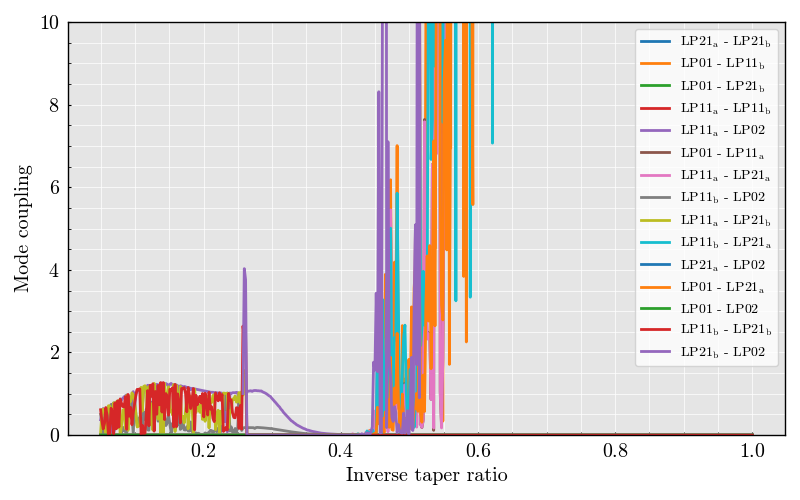 10
8
6
4
2
0
Mode coupling
0.2
0.4
0.6
0.8
1.0
Inverse taper ratio
LP21a - LP21b
LP01 - LP11b
LP01 - LP21b
LP11a - LP11b
LP11a - LP02
LP01 - LP11a
LP11a - LP21a
LP11b - LP02
LP11a - LP21b
LP11b - LP21a
LP21a - LP02
LP01 - LP21a
LP01 - LP02
LP11b - LP21b
LP21b - LP02